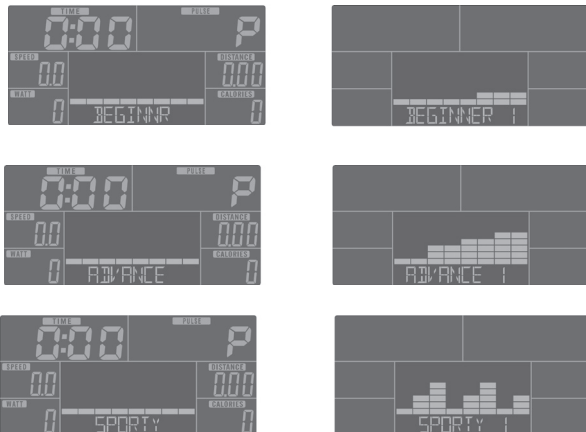 TIME PULSE
0:00 P
SPEED DISTANCE
0.0 0.00
WATT CALORIES
0 0
BEGINNR
BEGINNER 1
TIME PULSE
0:00 P
SPEED DISTANCE
0.0 0.00
WATT CALORIES
0 0
ADVANCE
ADVANCE 1
TIME PULSE
0:00 P
SPEED DISTANCE
0.0 0.00
WATT CALORIES
0 0
SPORTY
SPORTY 1